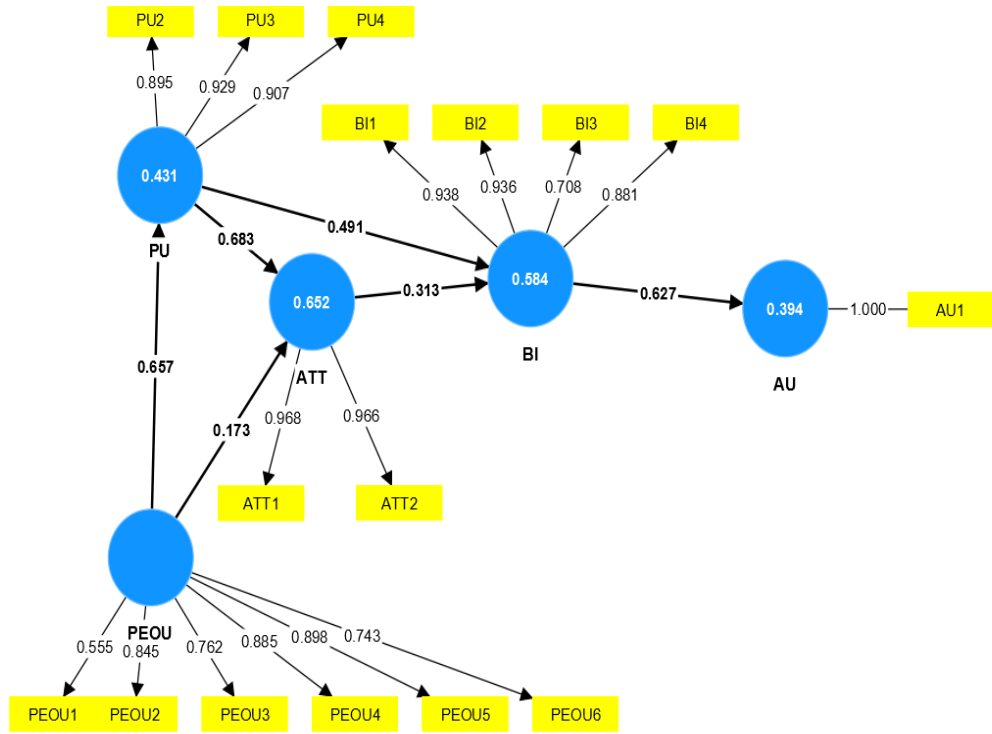 PU2 PU3 PU4
0.895 0.929 0.907
BI1 BI2 BI3 BI4
0.431
0.938 0.936 0.708 0.881
0.491
0.683
PU
0.584
0.313 0.627
0.652 0.394 1.000 AU1
BI
ATT
AU
0.657
0.968 0.966
0.173
ATT1 ATT2
PEOU
0.555 0.845 0.762 0.885 0.898 0.743
PEOU1 PEOU2 PEOU3 PEOU4 PEOU5 PEOU6